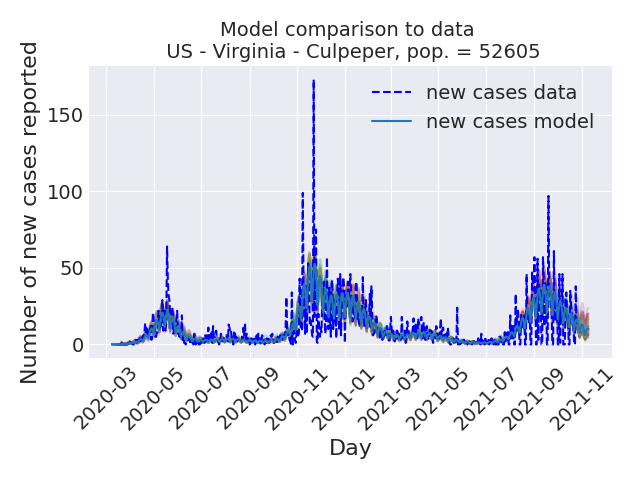 Model comparison to data
US - Virginia - Culpeper, pop. = 52605
Number of new cases reported
150
100
50
0
new cases data
new cases model
2020-03
2020-05
2020-07
2020-09
2020-11
2021-01
2021-03
2021-05
2021-07
2021-09
2021-11
Day